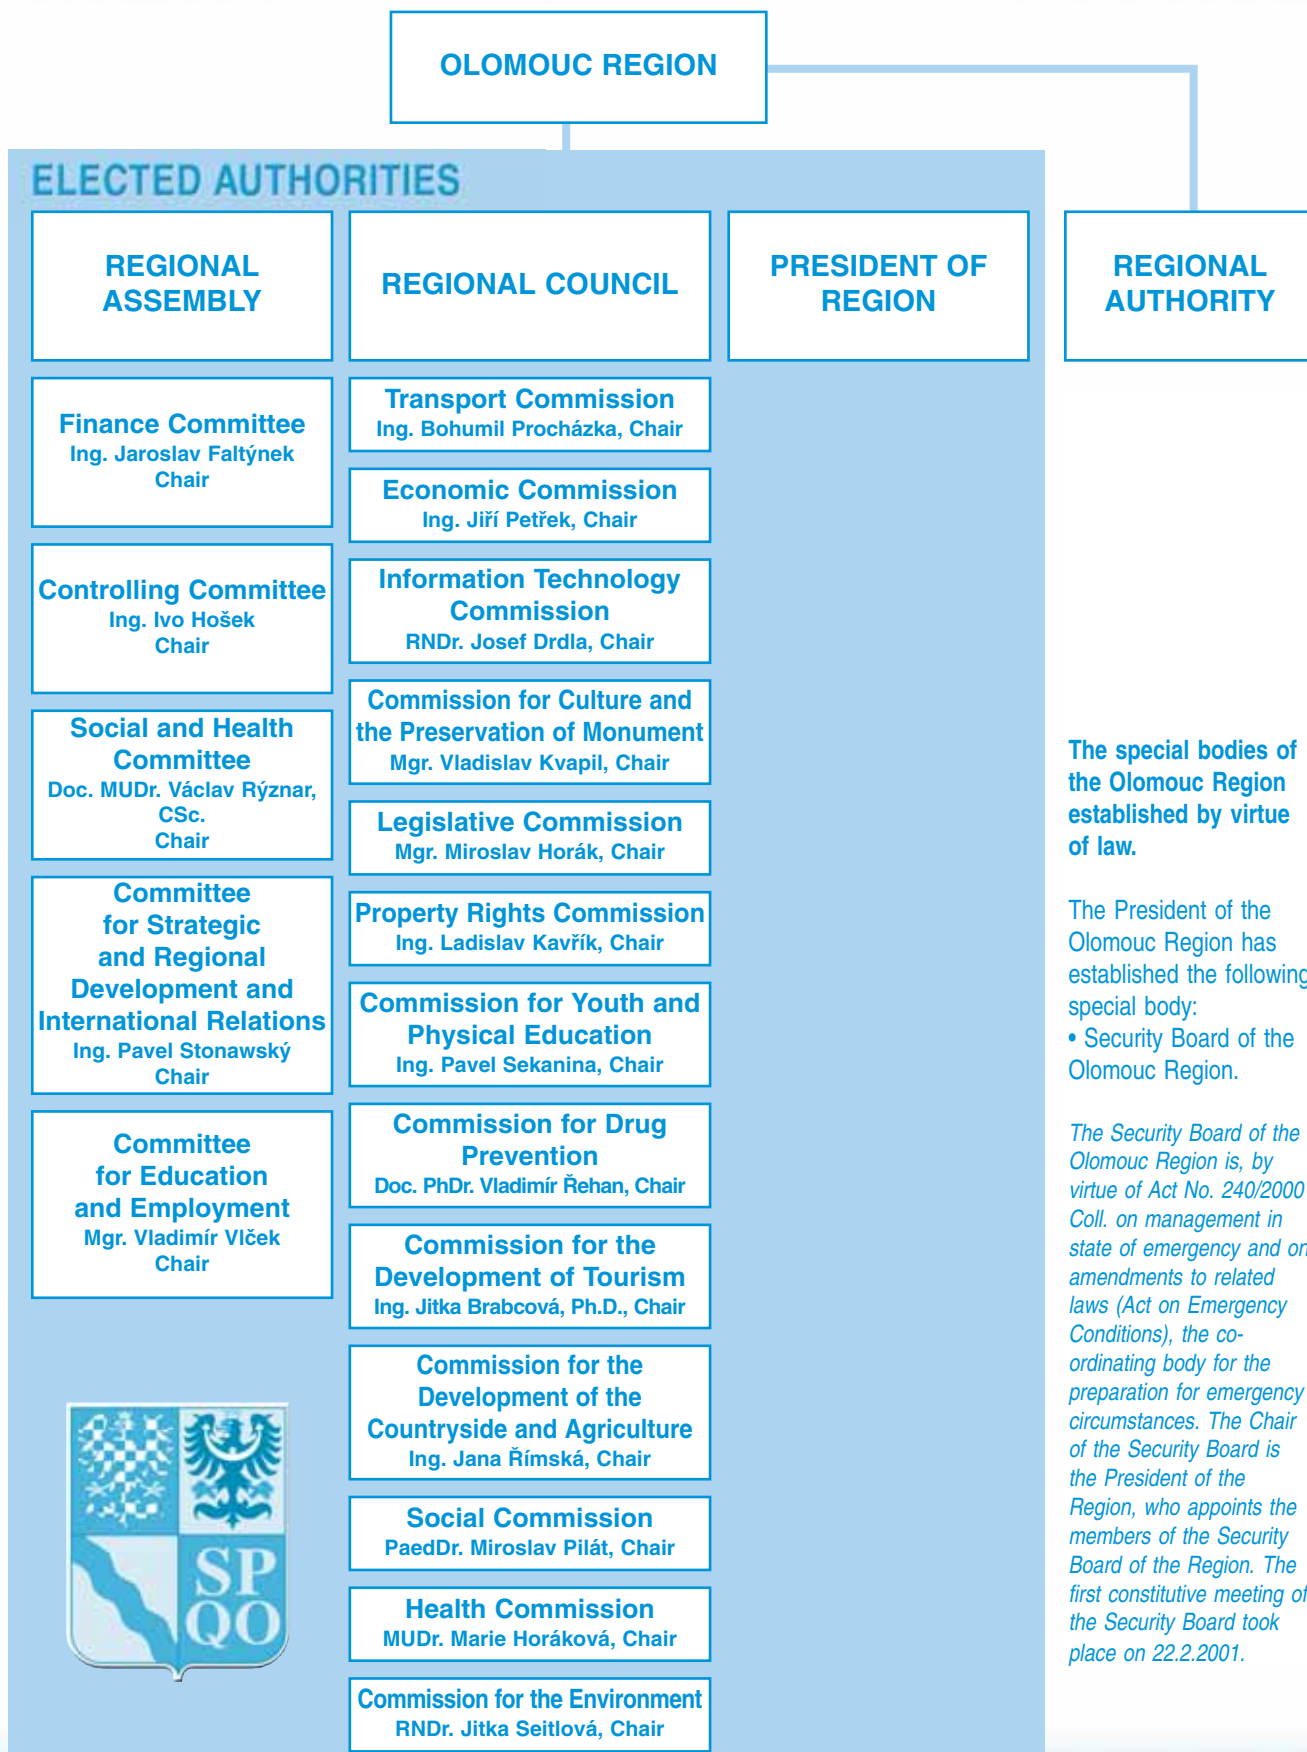 OLOMOUC REGION
ELECTED AUTHORITIES
REGIONAL
ASSEMBLY
Finance Committee
Ing. Jaroslav Faltýnek
Chair
Controlling Committee
Ing. Ivo Hošek
Chair
Social and Health
Committee
Doc. MUDr. Václav Rýznar,
CSc.
Chair
Committee
for Strategic
and Regional
Development and
International Relations
Ing. Pavel Stonawský
Chair
Committee
for Education
and Employment
Mgr. Vladimír Vlček
Chair
SP
QO
REGIONAL COUNCIL
Transport Commission
Ing. Bohumil Procházka, Chair
Economic Commission
Ing. Jiří Petřek, Chair
Information Technology
Commission
RNDr. Josef Drdla, Chair
Commission for Culture and
the Preservation of Monument
Mgr. Vladislav Kvapil, Chair
Legislative Commission
Mgr. Miroslav Horák, Chair
Property Rights Commission
Ing. Ladislav Kavřík, Chair
Commission for Youth and
Physical Education
Ing. Pavel Sekanina, Chair
Commission for Drug
Prevention
Doc. PhDr. Vladimír Řehan, Chair
Commission for the
Development of Tourism
Ing. Jitka Brabcová, Ph.D., Chair
Commission for the
Development of the
Countryside and Agriculture
Ing. Jana Římská, Chair
Social Commission
PaedDr. Miroslav Pilát, Chair
Health Commission
MUDr. Marie Horáková, Chair
Commission for the Environment
RNDr. Jitka Seitlová, Chair
PRESIDENT OF
REGION
REGIONAL
AUTHORITY
The special bodies of
the Olomouc Region
established by virtue
of law.
The President of the
Olomouc Region has
established the following
special body:
• Security Board of the
Olomouc Region.
The Security Board of the
Olomouc Region is, by
virtue of Act No. 240/2000
Coll. on management in
state of emergency and on
amendments to related
laws (Act on Emergency
Conditions), the co-
ordinating body for the
preparation for emergency
circumstances. The Chair
of the Security Board is
the President of the
Region, who appoints the
members of the Security
Board of the Region. The
first constitutive meeting of
the Security Board took
place on 22.2.2001.